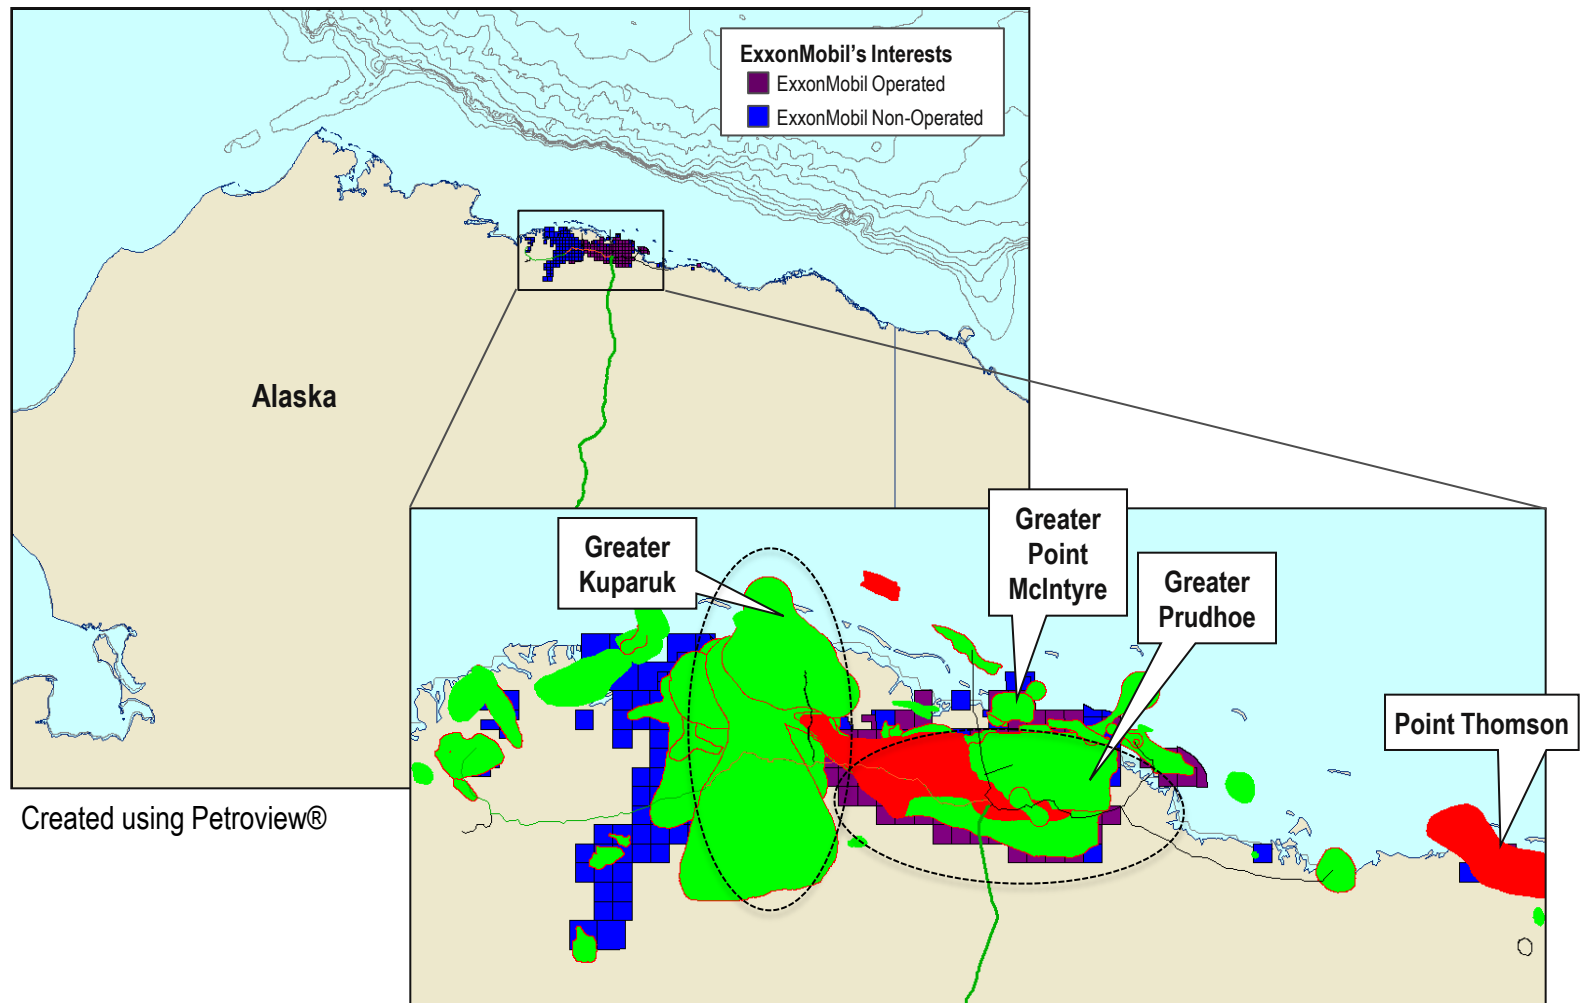 ExxonMobil's Interests
ExxonMobil Operated
ExxonMobil Non-Operated
Alaska
Greater
Kuparuk
Greater
Point
McIntyre
Greater
Prudhoe
Point Thomson
Created using Petroview®